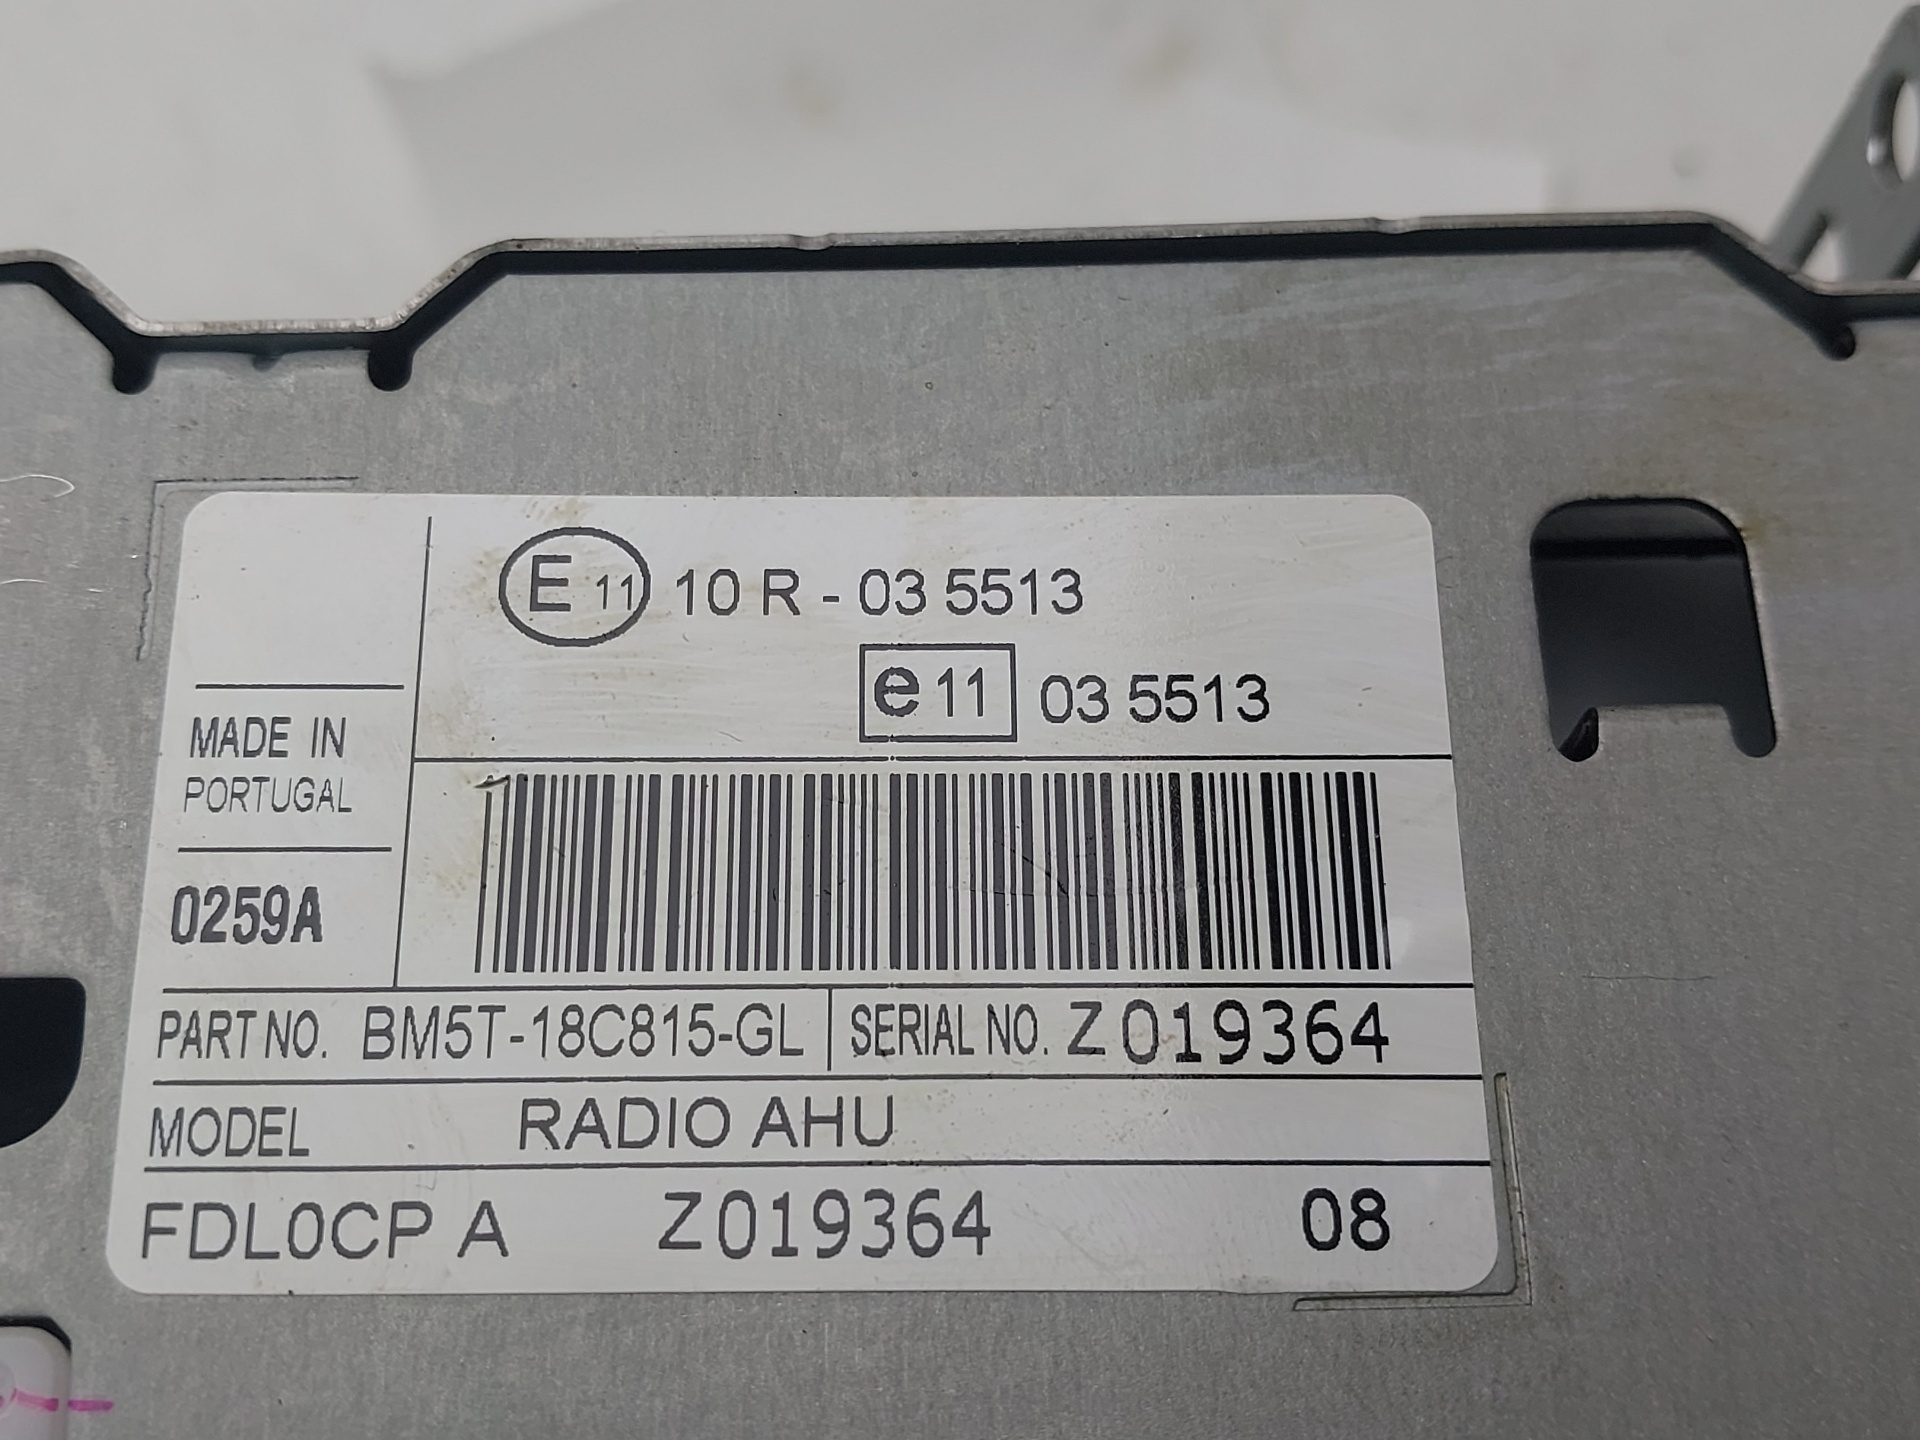 E 11 10 R - 03 5513
e 11 03 5513
MADE IN
PORTUGAL
0259A
PART NO. BM5T-18C815-GL SERIAL NO. Z019364
MODEL RADIO AHU
FDL0CP A Z019364 08